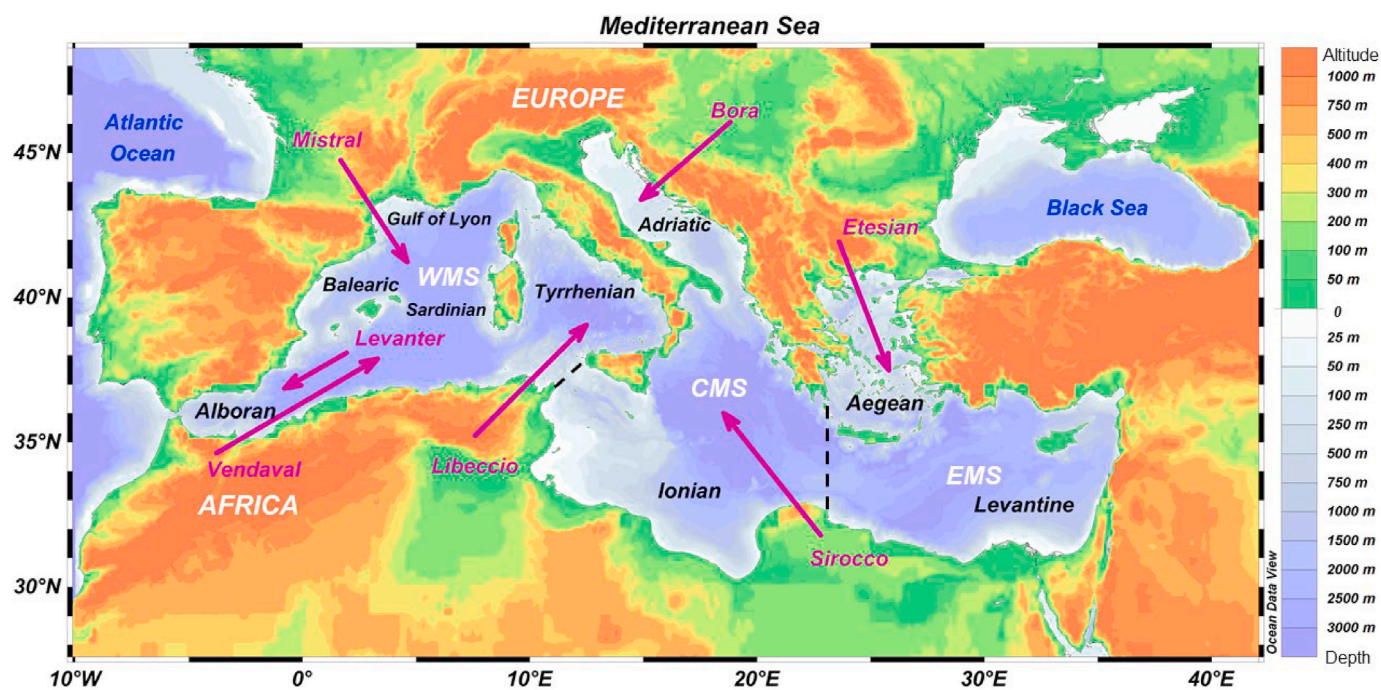 Mediterranean Sea
EUROPE
Atlantic
Ocean
Mistral
Bora
Gulf of Lyon
Adriatic
Etesian
Black Sea
WMS
Balearic
Sardinian
Tyrrhenian
Levanter
Alboran
CMS
Aegean
Vendaval
Libeccio
AFRICA
Ionian
EMS
Levantine
Sirocco
45°N
40°N
35°N
30°N
10°W
0°
10°E
20°E
30°E
40°E
Ocean Data View
Altitude
1000 m
750 m
500 m
400 m
300 m
200 m
100 m
50 m
0
25 m
50 m
100 m
250 m
500 m
750 m
1000 m
1500 m
2000 m
2500 m
3000 m
Depth